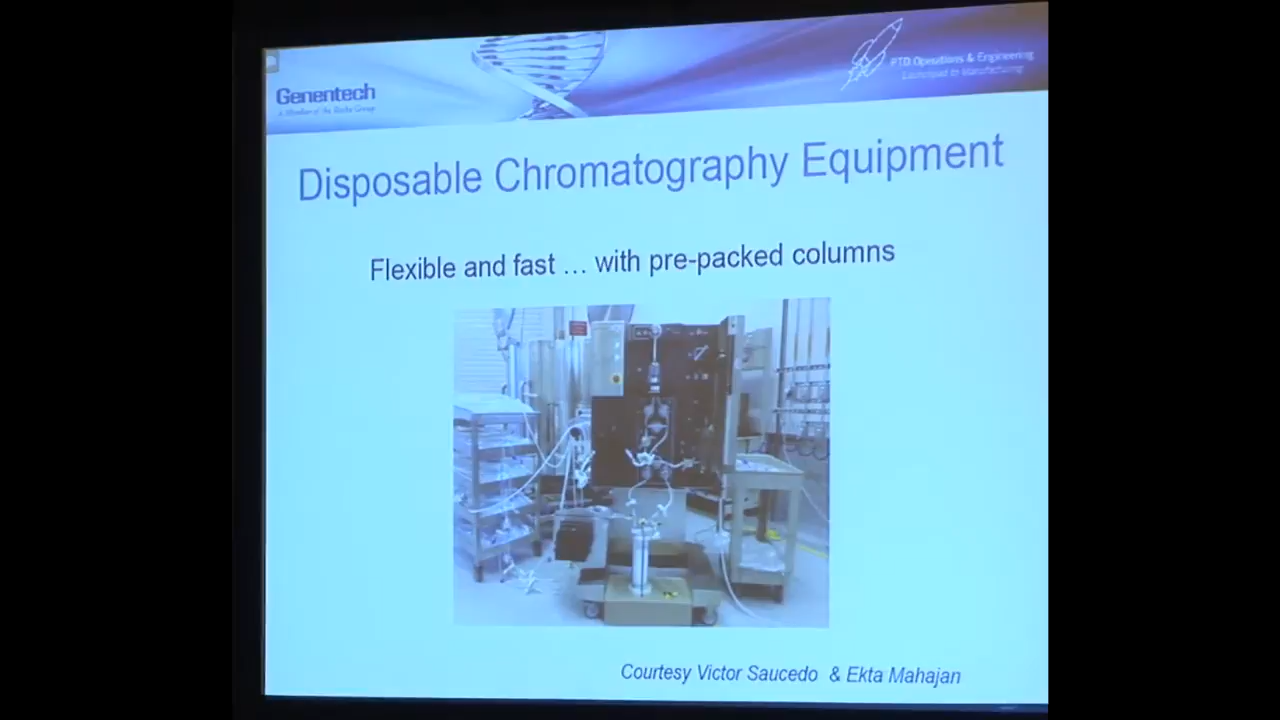 Genentech
A Member of the Roche Group
PTD Operations & Engineering
Launchpad to Manufacturing
Disposable Chromatography Equipment
Flexible and fast … with pre-packed columns
Courtesy Victor Saucedo & Ekta Mahajan